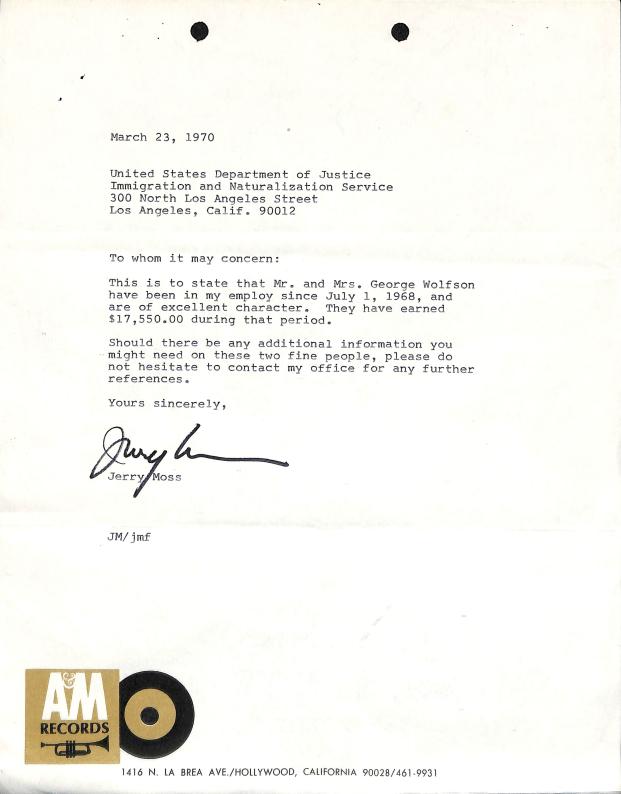 March 23, 1970
United States Department of Justice
Immigration and Naturalization Service
300 North Los Angeles Street
Los Angeles, Calif. 90012
To whom it may concern:
This is to state that Mr. and Mrs. George Wolfson
have been in my employ since July 1, 1968, and
are of excellent character. They have earned
$17,550.00 during that period.
Should there be any additional information you
might need on these two fine people, please do
not hesitate to contact my office for any further
references.
Yours sincerely,
Jerry Moss
JM/jmf
A&M
RECORDS
1416 N. LA BREA AVE./HOLLYWOOD, CALIFORNIA 90028/461-9931